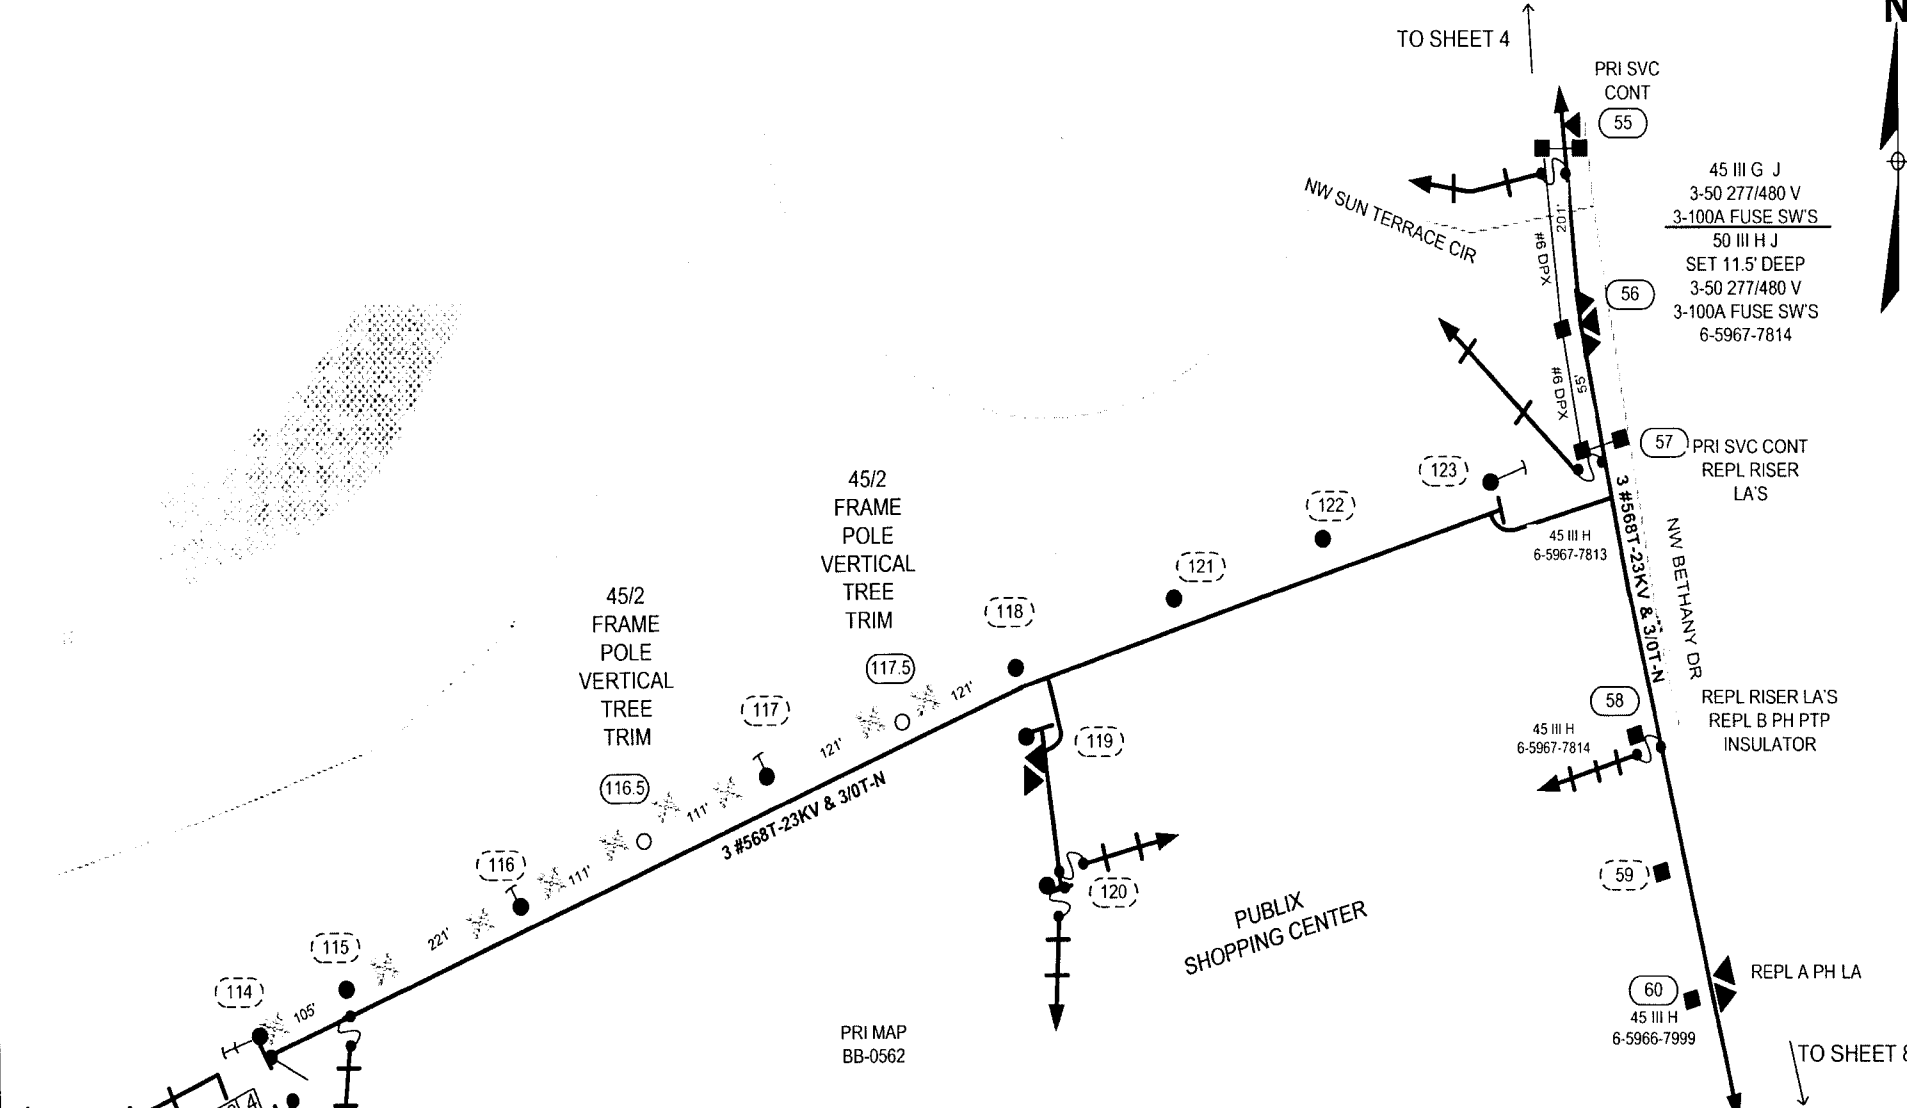 N
TO SHEET 4
PRI SVC
CONT
55
45 III G J
3-50 277/480 V
3-100A FUSE SW'S
50 III H J
SET 11.5' DEEP
3-50 277/480 V
3-100A FUSE SW'S
6-5967-7814
NW SUN TERRACE CIR
201'
#6 DPX
56
#6 DPX
55'
57
PRI SVC CONT
REPL RISER
LA'S
123
122
45 III H
6-5967-7813
3 #568T-23KV & 3/0T-N
NW BETHANY DR
45/2
FRAME
POLE
VERTICAL
TREE
TRIM
121
118
45/2
FRAME
POLE
VERTICAL
TREE
TRIM
117.5
121'
117
121'
119
58
REPL RISER LA'S
REPL B PH PTP
INSULATOR
45 III H
6-5967-7814
116.5
111'
3 #568T-23KV & 3/0T-N
116
111'
120
59
PUBLIX
SHOPPING CENTER
221'
115
114
105'
REPL A PH LA
60
45 III H
6-5966-7999
PRI MAP
BB-0562
TO SHEET 8